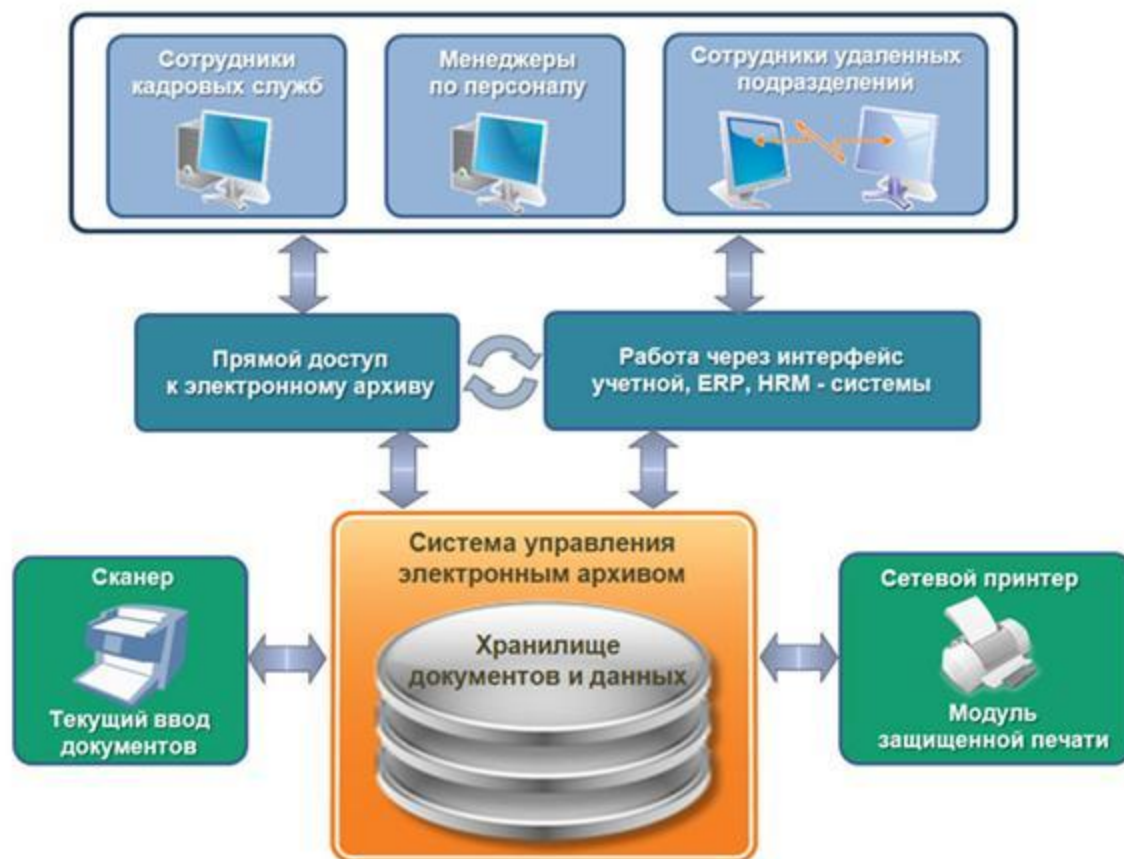 Сотрудники
кадровых служб
Менеджеры
по персоналу
Сотрудники удаленных
подразделений
Прямой доступ
к электронному архиву
Работа через интерфейс
учетной, ERP, HRM - системы
Система управления
электронным архивом
Хранилище
документов и данных
Сканер
Текущий ввод
документов
Сетевой принтер
Модуль
защищенной печати